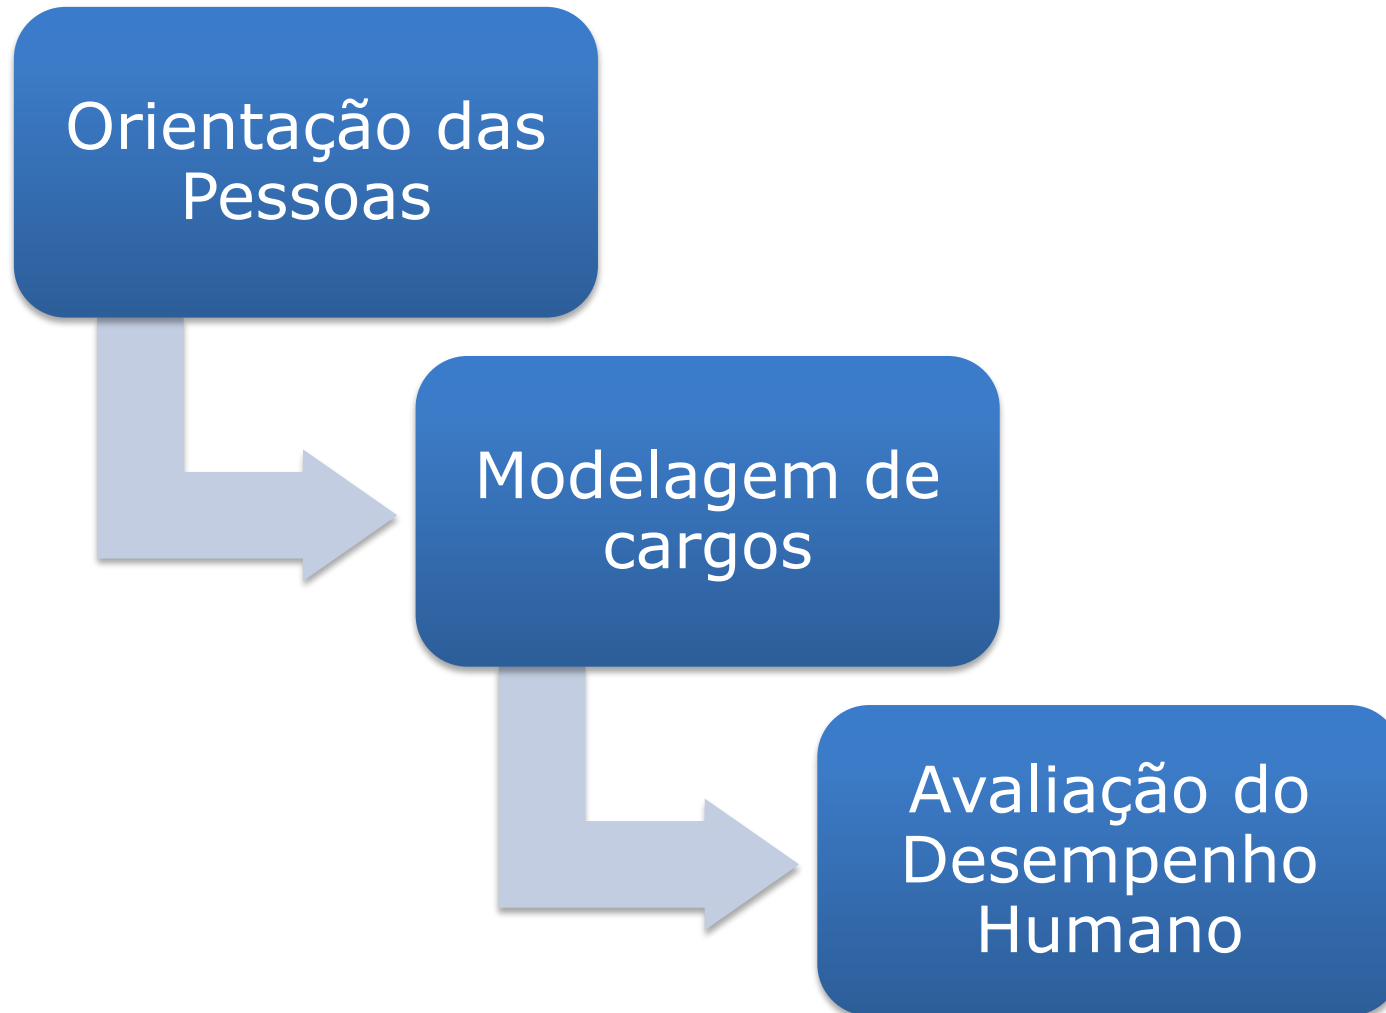 Orientação das
Pessoas
Modelagem de
cargos
Avaliação do
Desempenho
Humano